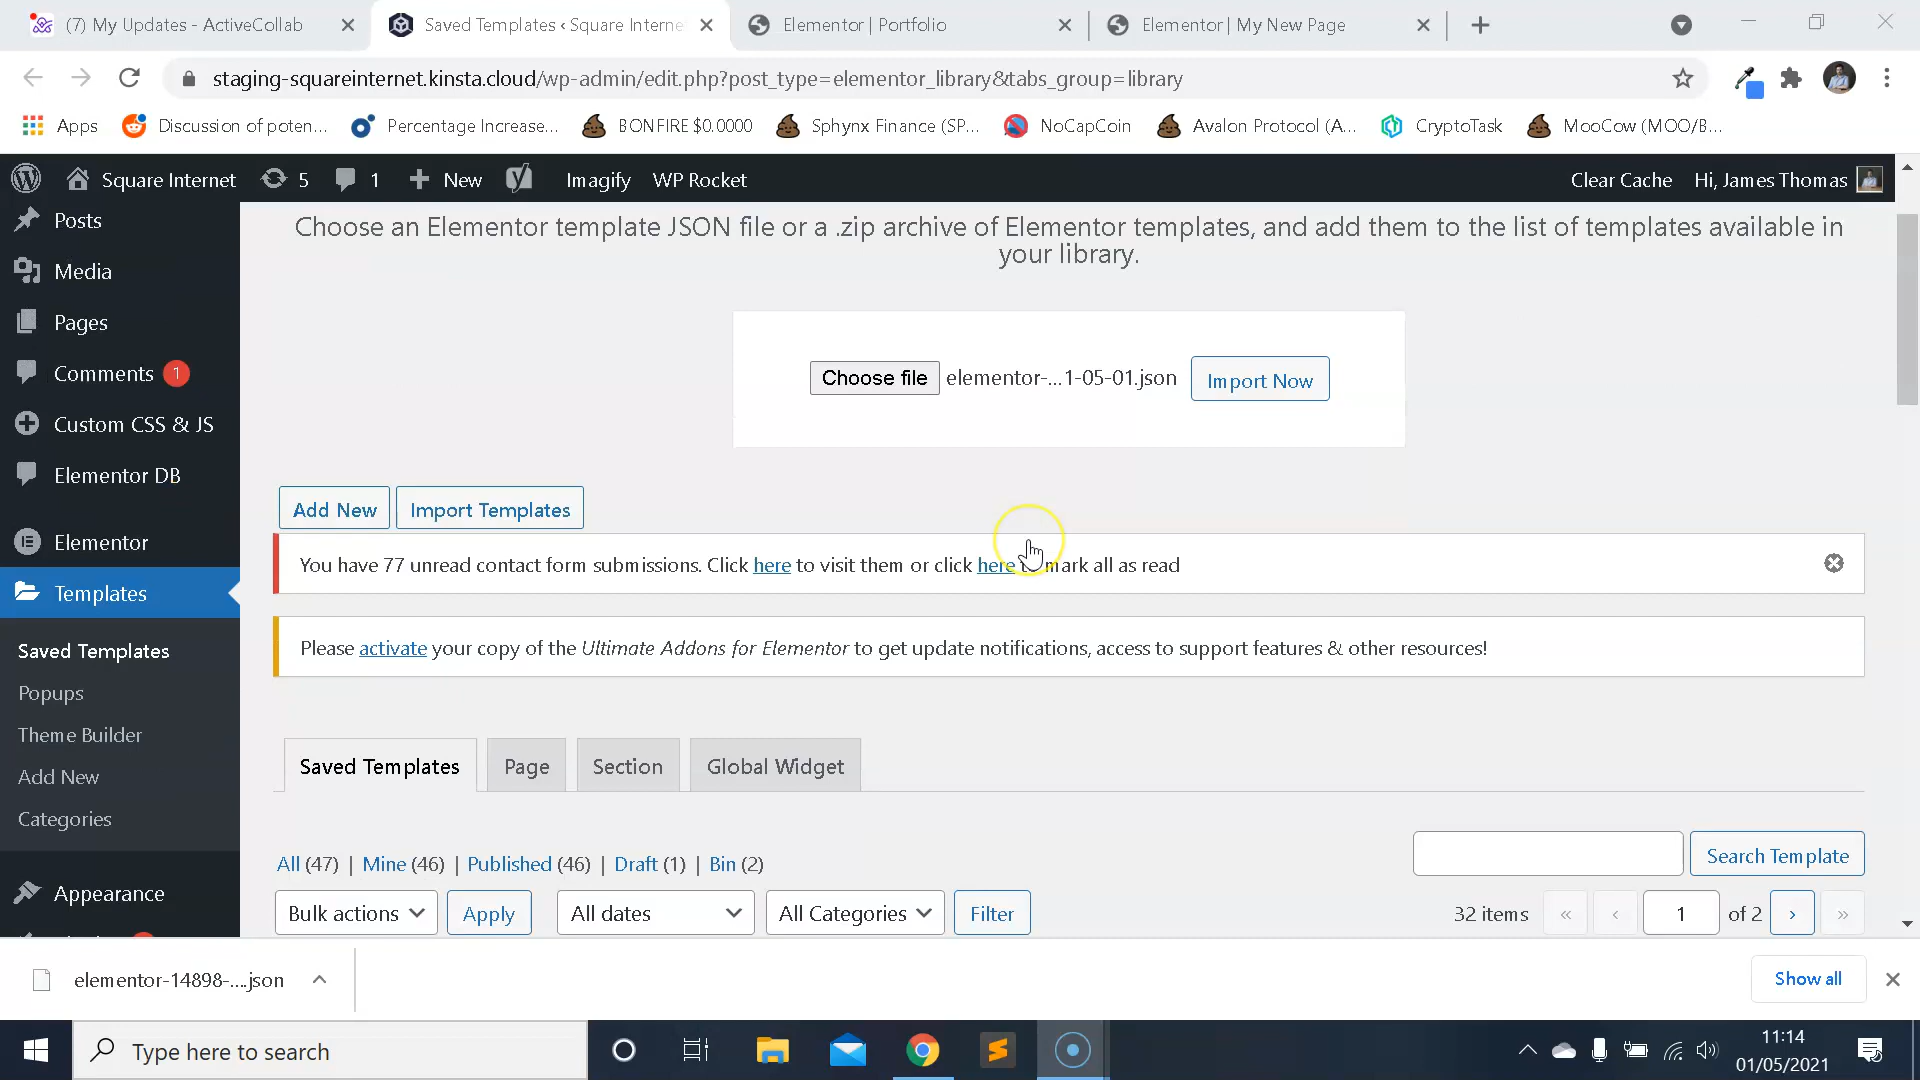 (7) My Updates - ActiveCollab
Saved Templates ‹ Square Interne
Elementor | Portfolio
Elementor | My New Page
staging-squareinternet.kinsta.cloud/wp-admin/edit.php?post_type=elementor_library&tabs_group=library
Apps
Discussion of poten...
Percentage Increase...
BONFIRE $0.0000
Sphynx Finance (SP...
NoCapCoin
Avalon Protocol (A...
CryptoTask
MooCow (MOO/B...
Square Internet
5
1
New
Imagify
WP Rocket
Clear Cache
Hi, James Thomas
Posts
Media
Pages
Comments 1
Custom CSS & JS
Elementor DB
Elementor
Templates
Saved Templates
Popups
Theme Builder
Add New
Categories
Appearance
Choose an Elementor template JSON file or a .zip archive of Elementor templates, and add them to the list of templates available in
your library.
Choose file elementor-...1-05-01.json Import Now
Add New Import Templates
You have 77 unread contact form submissions. Click here to visit them or click here to mark all as read
Please activate your copy of the Ultimate Addons for Elementor to get update notifications, access to support features & other resources!
Saved Templates Page Section Global Widget
All (47) | Mine (46) | Published (46) | Draft (1) | Bin (2)
Search Template
Bulk actions Apply All dates All Categories Filter
32 items « ‹ 1 of 2 › »
elementor-14898-....json
Show all
Type here to search
11:14
01/05/2021